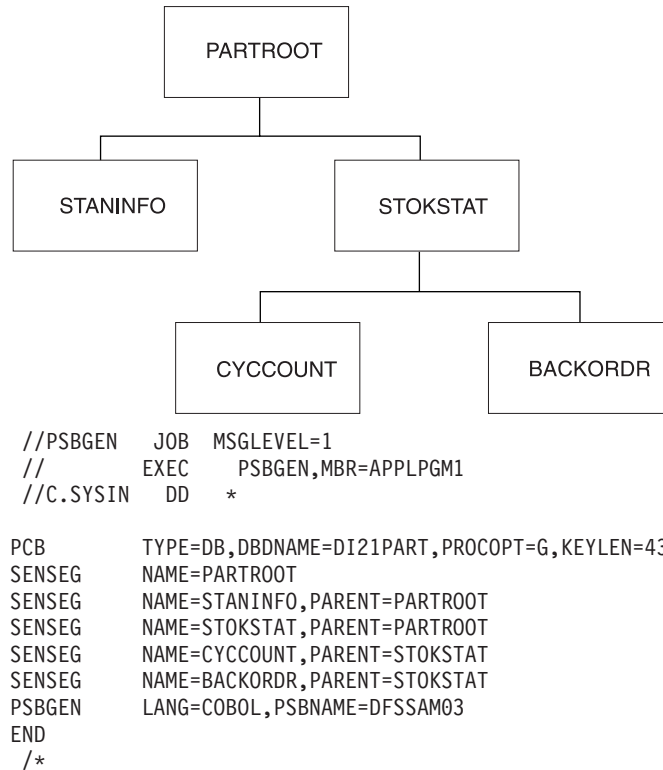 PARTROOT
STANINFO
STOKSTAT
CYCCOUNT
BACKORDR
//PSBGEN   JOB  MSGLEVEL=1
//         EXEC   PSBGEN,MBR=APPLPGM1
//C.SYSIN  DD   *
PCB        TYPE=DB,DBDNAME=DI21PART,PROCOPT=G,KEYLEN=43
SENSEG     NAME=PARTROOT
SENSEG     NAME=STANINFO,PARENT=PARTROOT
SENSEG     NAME=STOKSTAT,PARENT=PARTROOT
SENSEG     NAME=CYCCOUNT,PARENT=STOKSTAT
SENSEG     NAME=BACKORDR,PARENT=STOKSTAT
PSBGEN     LANG=COBOL,PSBNAME=DFSSAM03
END
/*